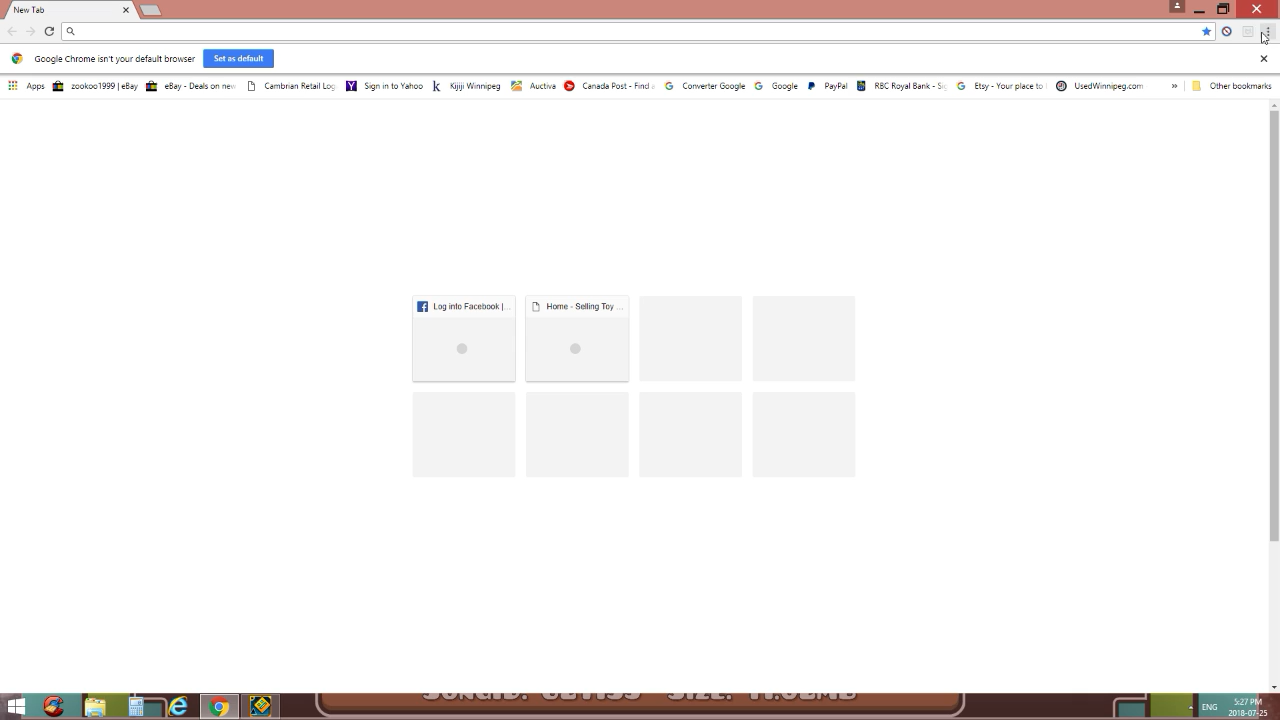 New Tab
Google Chrome isn't your default browser
Set as default
Apps
zookoo1999 | eBay
eBay - Deals on new
Cambrian Retail Log
Sign in to Yahoo
Kijiji Winnipeg
Auctiva
Canada Post - Find a
Converter Google
Google
PayPal
RBC Royal Bank - Sig
Etsy - Your place to
UsedWinnipeg.com
»
Other bookmarks
Log into Facebook |...
Home - Selling Toy ...
SIZE:
ENG
5:27 PM
2018-07-25